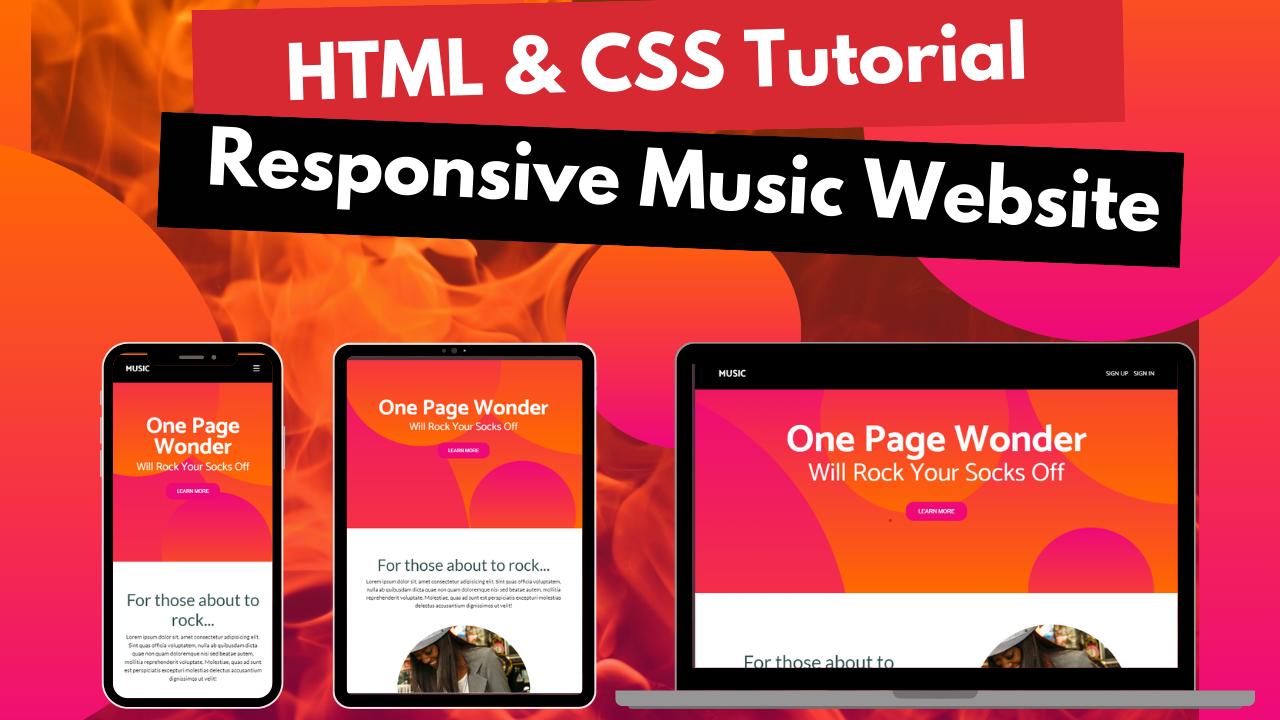 HTML & CSS Tutorial
Responsive Music Website
MUSIC
One Page
Wonder
Will Rock Your Socks Off
LEARN MORE
For those about to
rock...
Lorem ipsum dolor sit, amet consectetur adipisicing elit.
Sint quas officia voluptatem, nulla ab quibusdam dicta
quae non quam doloremque nisi sed beatae autem,
mollitia reprehenderit voluptate. Molestiae, quas ad sunt
est perspiciatis excepturi molestias delectus accusantium
dignissimos ut velit!
One Page Wonder
Will Rock Your Socks Off
LEARN MORE
For those about to rock...
Lorem ipsum dolor sit, amet consectetur adipisicing elit. Sint quas officia voluptatem,
nulla ab quibusdam dicta quae non quam doloremque nisi sed beatae autem, mollitia
reprehenderit voluptate. Molestiae, quas ad sunt est perspiciatis excepturi molestias
delectus accusantium dignissimos ut velit!
MUSIC
SIGN UP SIGN IN
One Page Wonder
Will Rock Your Socks Off
LEARN MORE
For those about to